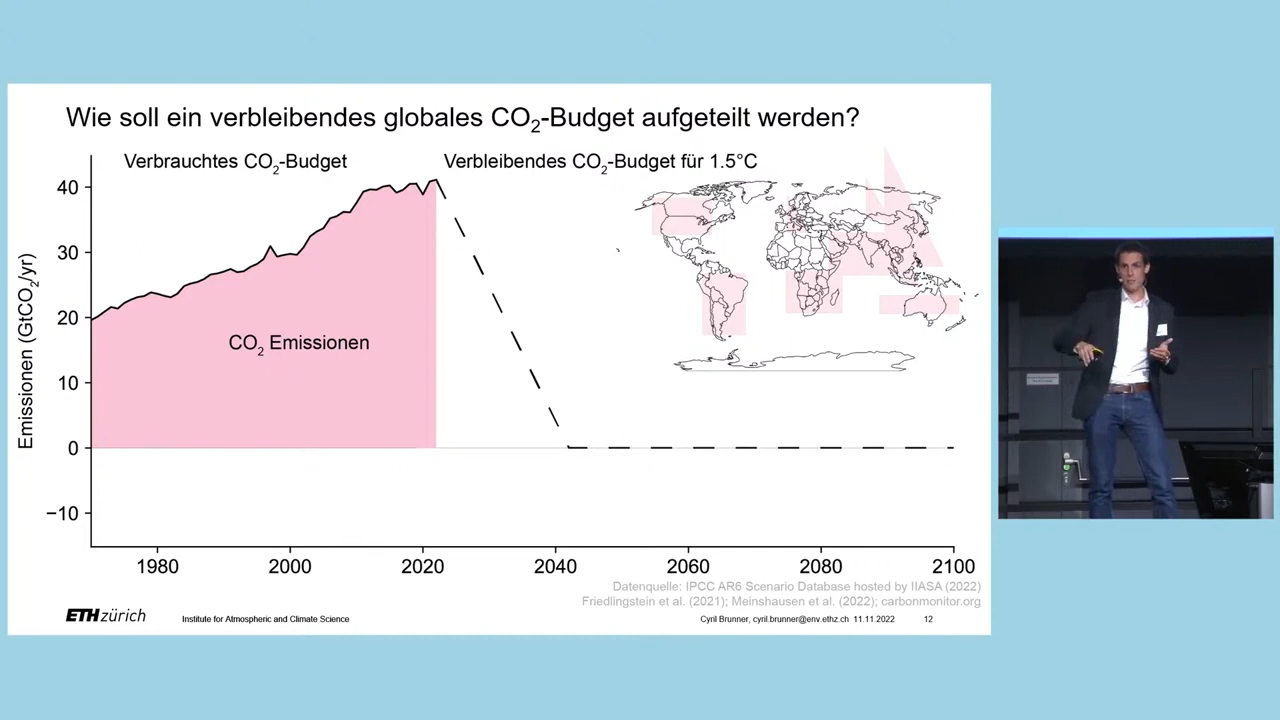 Wie soll ein verbleibendes globales CO₂-Budget aufgeteilt werden?
Verbrauchtes CO₂-Budget
Verbleibendes CO₂-Budget für 1.5°C
Emissionen (GtCO₂/yr)
40
30
20
10
0
−10
CO₂ Emissionen
1980 2000 2020 2040 2060 2080 2100
Datenquelle: IPCC AR6 Scenario Database hosted by IIASA (2022)
Friedlingstein et al. (2021); Meinshausen et al. (2022); carbonmonitor.org
ETH zürich
Institute for Atmospheric and Climate Science
Cyril Brunner, cyril.brunner@env.ethz.ch 11.11.2022 12